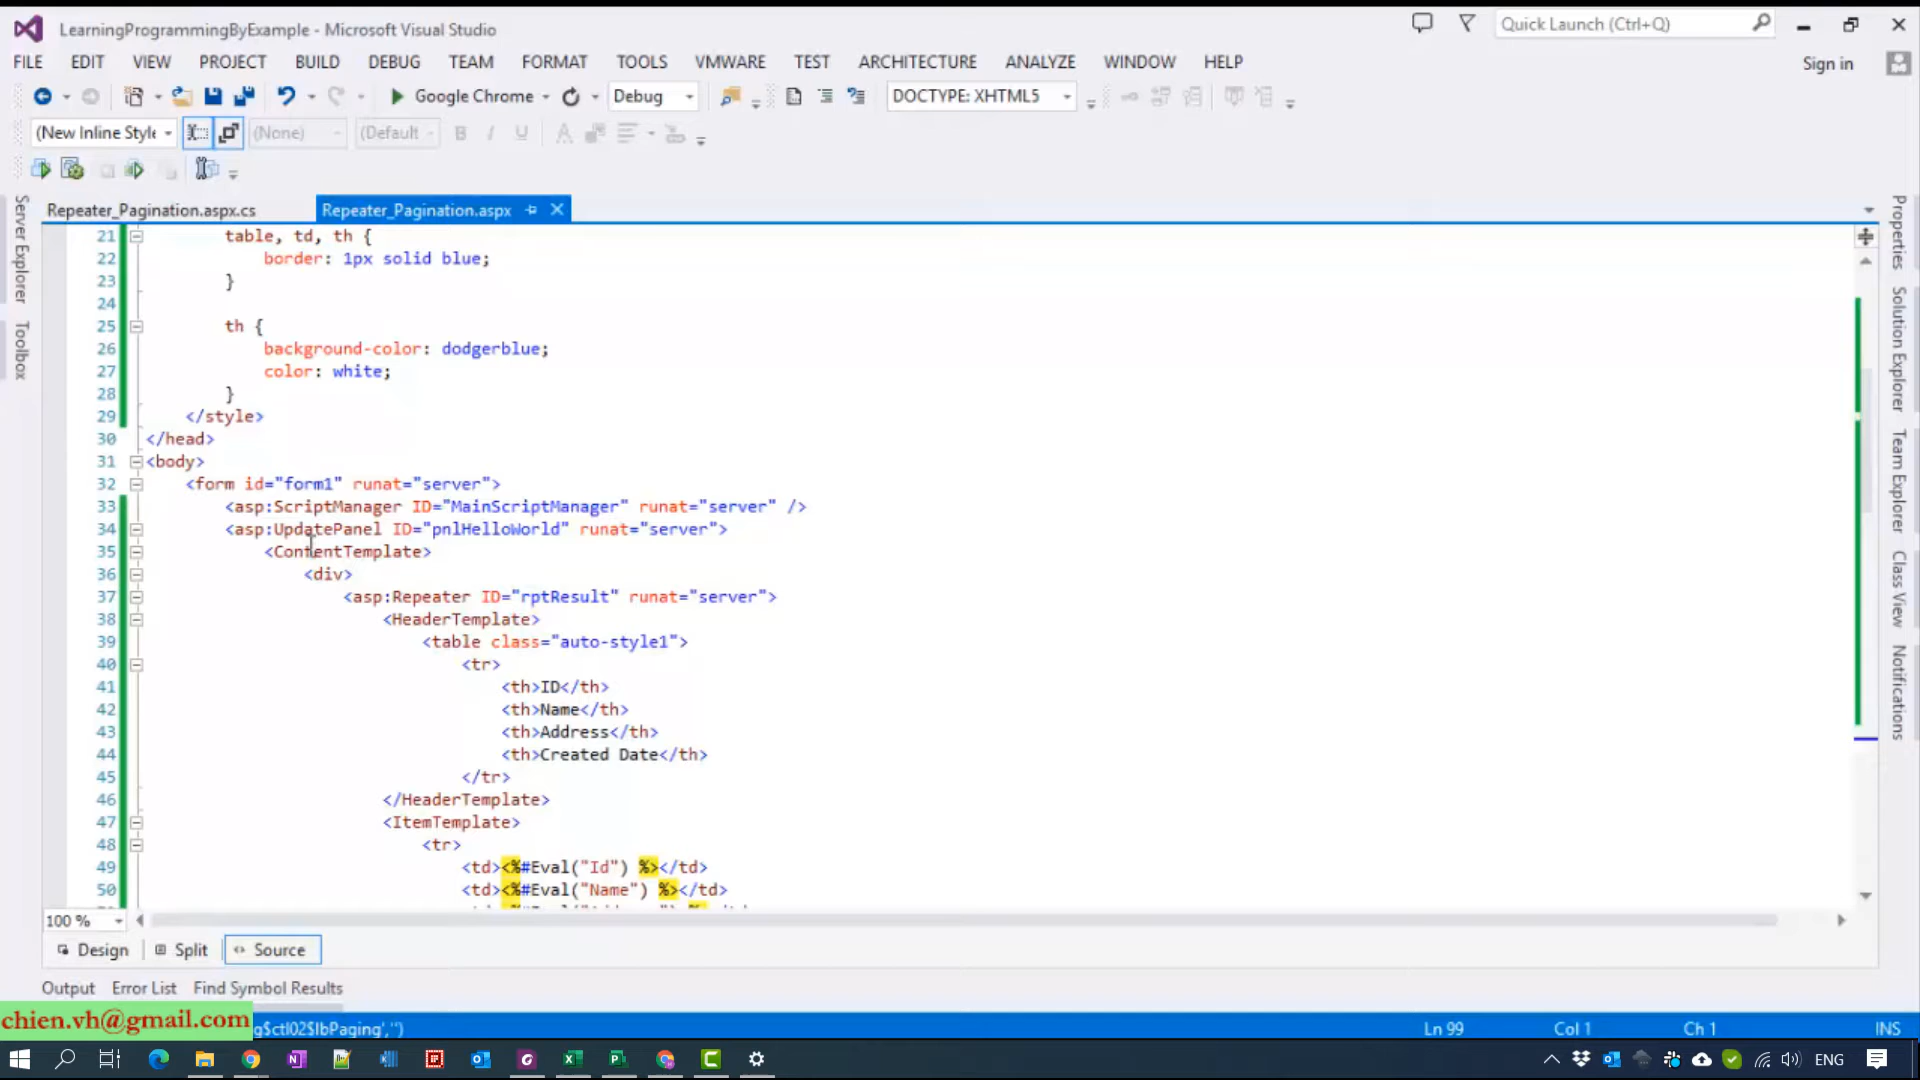 LearningProgrammingByExample - Microsoft Visual Studio
Quick Launch (Ctrl+Q)
FILE EDIT VIEW PROJECT BUILD DEBUG TEAM FORMAT TOOLS VMWARE TEST ARCHITECTURE ANALYZE WINDOW HELP
Sign in
Google Chrome Debug DOCTYPE: XHTML5
(New Inline Style (None) (Default B I U A
Repeater_Pagination.aspx.cs Repeater_Pagination.aspx
Server Explorer
Toolbox
Properties
Solution Explorer
Team Explorer
Class View
Notifications
21 table, td, th {
22 border: 1px solid blue;
23 }
24
25 th {
26 background-color: dodgerblue;
27 color: white;
28 }
29 </style>
30 </head>
31 <body>
32 <form id="form1" runat="server">
33 <asp:ScriptManager ID="MainScriptManager" runat="server" />
34 <asp:UpdatePanel ID="pnlHelloWorld" runat="server">
35 <ContentTemplate>
36 <div>
37 <asp:Repeater ID="rptResult" runat="server">
38 <HeaderTemplate>
39 <table class="auto-style1">
40 <tr>
41 <th>ID</th>
42 <th>Name</th>
43 <th>Address</th>
44 <th>Created Date</th>
45 </tr>
46 </HeaderTemplate>
47 <ItemTemplate>
48 <tr>
49 <td><%#Eval("Id") %></td>
50 <td><%#Eval("Name") %></td>
100 %
Design Split Source
Output Error List Find Symbol Results
chien.vh@gmail.com
g$ctl02$lbPaging','')
Ln 99 Col 1 Ch 1 INS
ENG